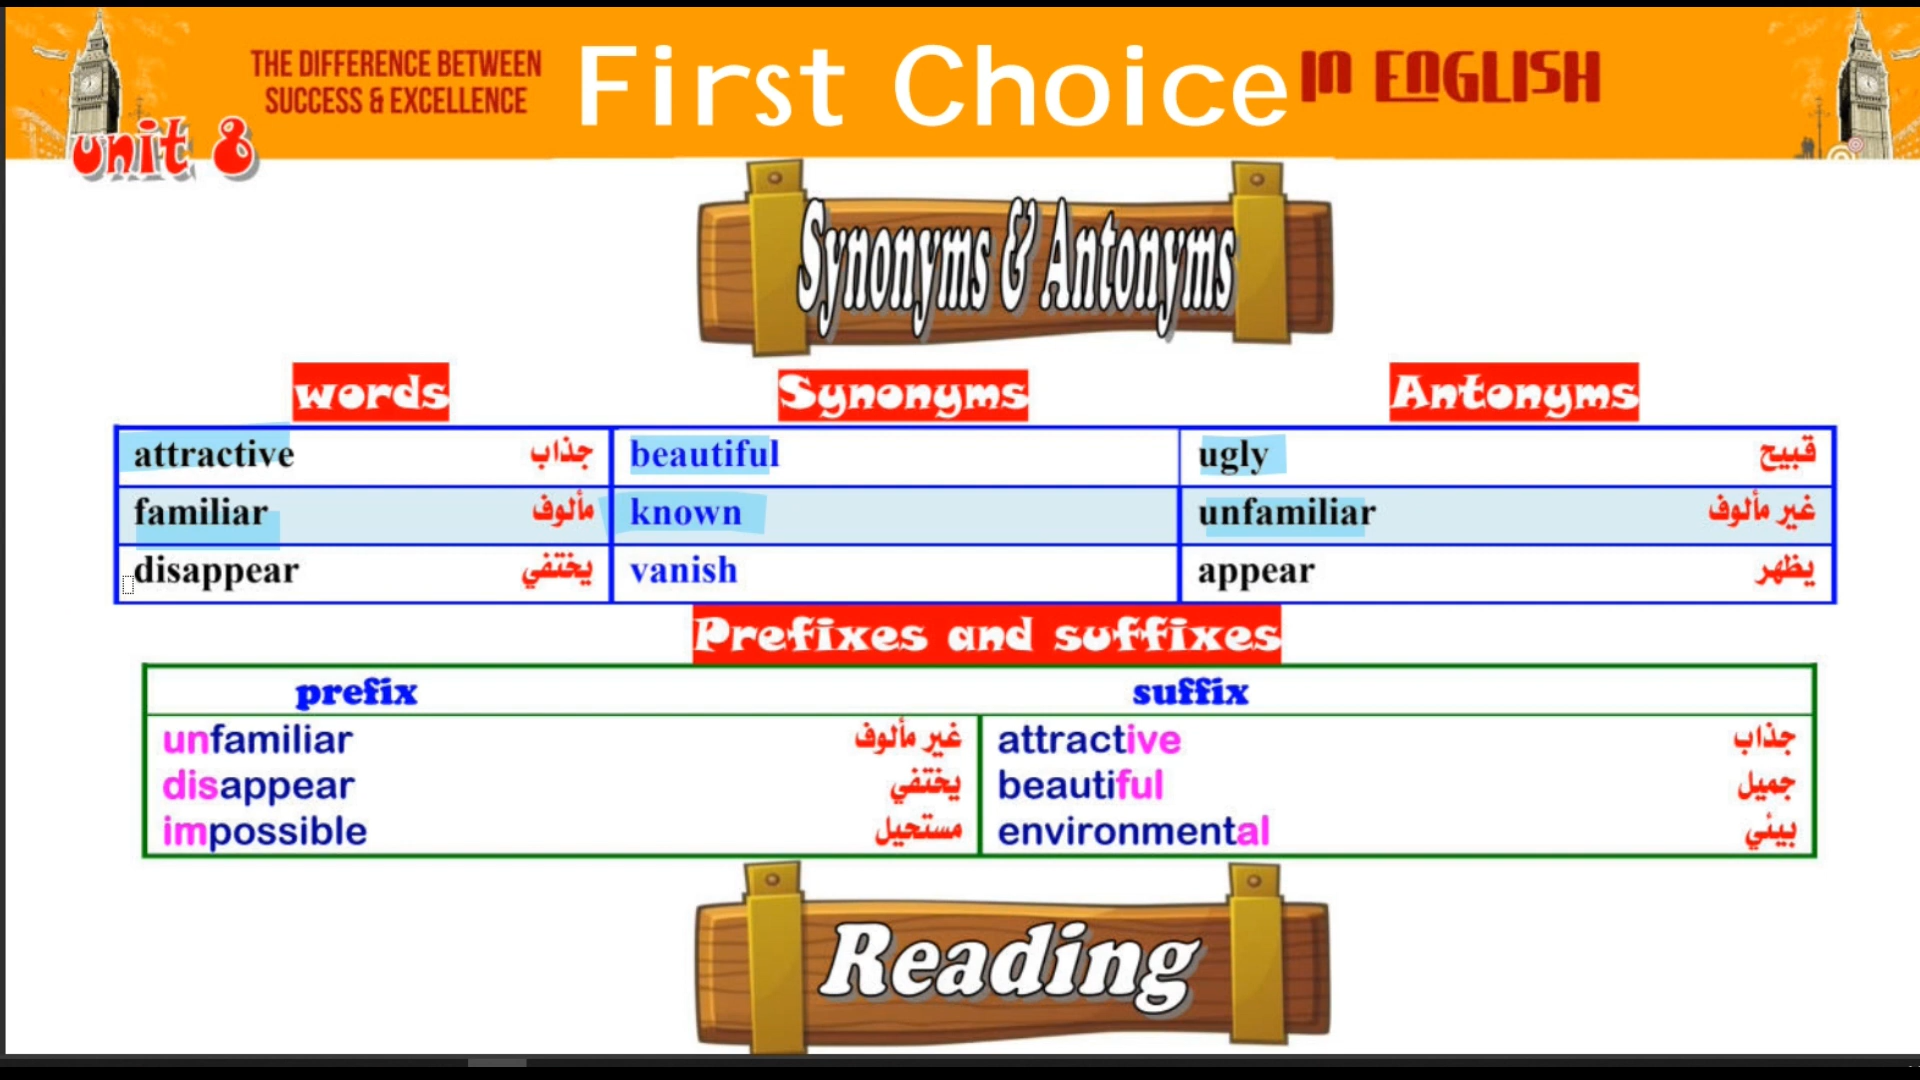 THE DIFFERENCE BETWEEN
SUCCESS & EXCELLENCE
First Choice
IN ENGLISH
unit 8
Synonyms & Antonyms
words Synonyms Antonyms
attractive جذاب beautiful ugly قبيح
familiar مألوف known unfamiliar غير مألوف
disappear يختفي vanish appear يظهر
Prefixes and suffixes
prefix suffix
unfamiliar غير مألوف attractive جذاب
disappear يختفي beautiful جميل
impossible مستحيل environmental بيئي
Reading